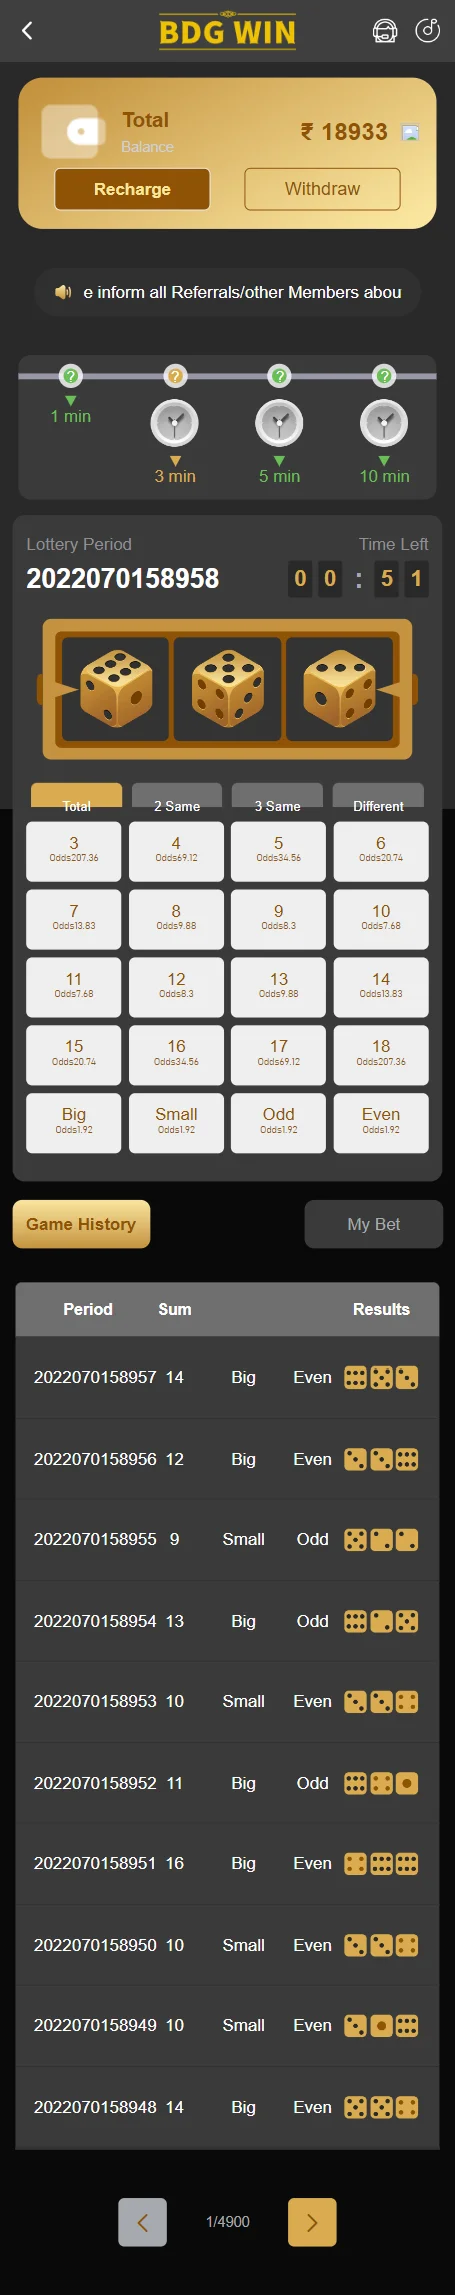 BDG WIN
Total
₹ 18933
Balance
Recharge Withdraw
e inform all Referrals/other Members abou
? ? ? ?
1 min
3 min 5 min 10 min
Lottery Period Time Left
2022070158958 0 0 : 5 1
Total 2 Same 3 Same Different
3 4 5 6
Odds207.36 Odds69.12 Odds34.56 Odds20.74
7 8 9 10
Odds13.83 Odds9.88 Odds8.3 Odds7.68
11 12 13 14
Odds7.68 Odds8.3 Odds9.88 Odds13.83
15 16 17 18
Odds20.74 Odds34.56 Odds69.12 Odds207.36
Big Small Odd Even
Odds1.92 Odds1.92 Odds1.92 Odds1.92
Game History My Bet
Period Sum Results
2022070158957 14 Big Even
2022070158956 12 Big Even
2022070158955 9 Small Odd
2022070158954 13 Big Odd
2022070158953 10 Small Even
2022070158952 11 Big Odd
2022070158951 16 Big Even
2022070158950 10 Small Even
2022070158949 10 Small Even
2022070158948 14 Big Even
1/4900